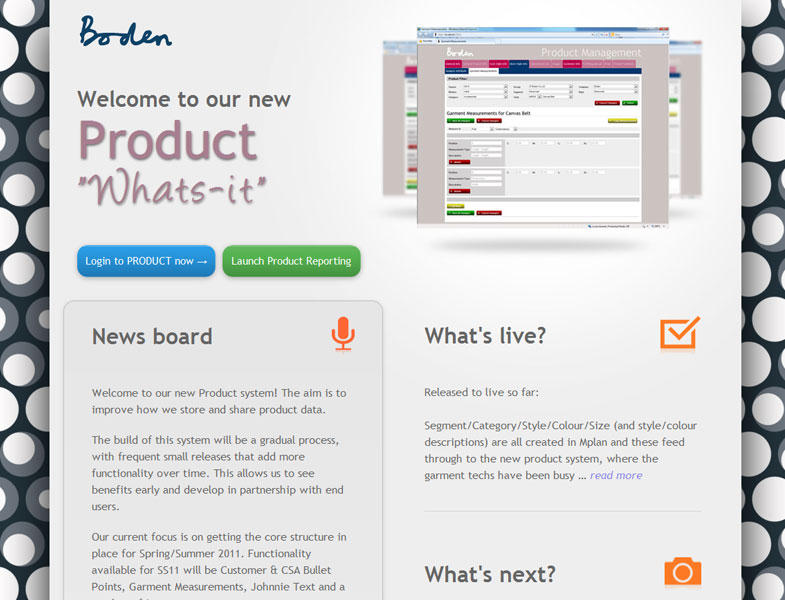 Boden
Welcome to our new
Product
"Whats-it"
Boden
Product Management
Garment Measurements for Canvas Belt
Login to PRODUCT now →
Launch Product Reporting
News board
What's live?
Welcome to our new Product system! The aim is to
improve how we store and share product data.
The build of this system will be a gradual process,
with frequent small releases that add more
functionality over time. This allows us to see
benefits early and develop in partnership with end
users.
Our current focus is on getting the core structure in
place for Spring/Summer 2011. Functionality
available for SS11 will be Customer & CSA Bullet
Points, Garment Measurements, Johnnie Text and a
Released to live so far:
Segment/Category/Style/Colour/Size (and style/colour
descriptions) are all created in Mplan and these feed
through to the new product system, where the
garment techs have been busy ... read more
What's next?